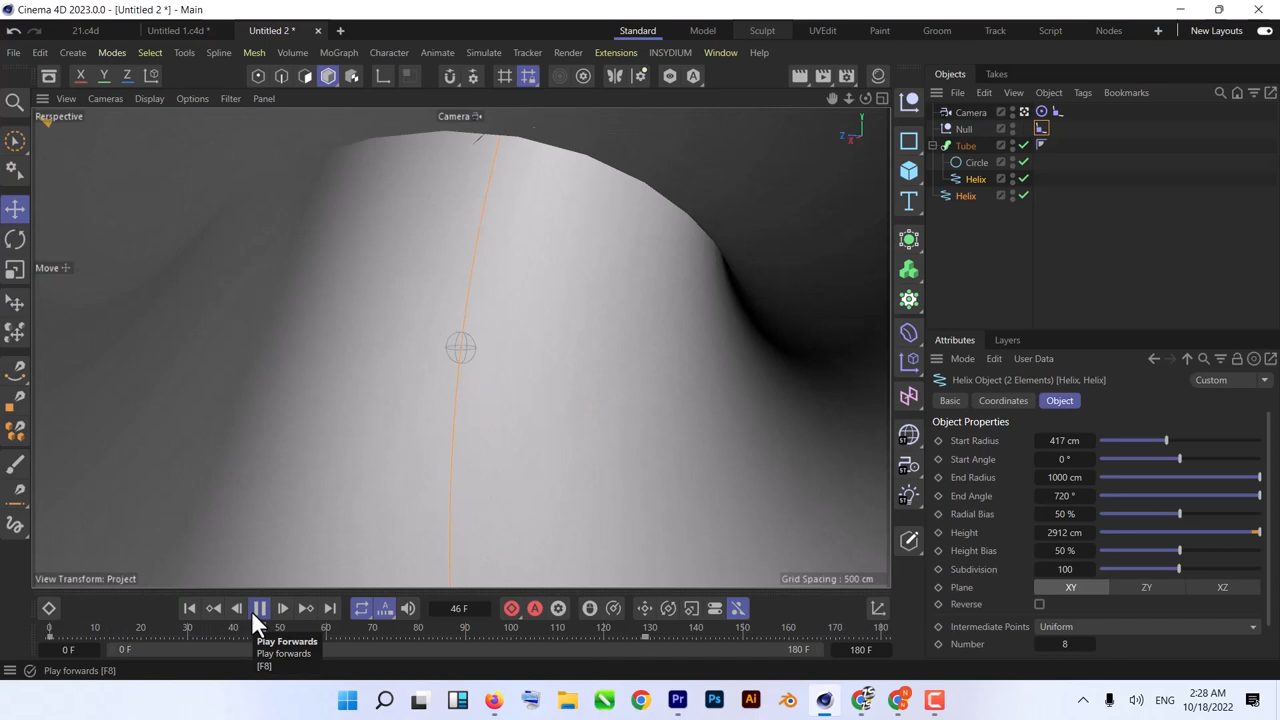 Cinema 4D 2023.0.0 - [Untitled 2 *] - Main
21.c4d
Untitled 1.c4d *
Untitled 2 *
Standard
Model
Sculpt
UVEdit
Paint
Groom
Track
Script
Nodes
New Layouts
File Edit Create Modes Select Tools Spline Mesh Volume MoGraph Character Animate Simulate Tracker Render Extensions INSYDIUM Window Help
X Y Z
View Cameras Display Options Filter Panel
Perspective
Camera
Y
Z
X
Move
View Transform: Project
Grid Spacing : 500 cm
Objects Takes
File Edit View Object Tags Bookmarks
Camera
Null
Tube
Circle
Helix
Helix
Attributes Layers
Mode Edit User Data
Helix Object (2 Elements) [Helix, Helix]
Custom
Basic Coordinates Object
Object Properties
Start Radius 417 cm
Start Angle 0 °
End Radius 1000 cm
End Angle 720 °
Radial Bias 50 %
Height 2912 cm
Height Bias 50 %
Subdivision 100
Plane XY ZY XZ
Reverse
Intermediate Points Uniform
Number 8
46 F
0 10 20 30 40 50 60 70 80 90 100 110 120 130 140 150 160 170 180
0 F 0 F 180 F 180 F
Play Forwards
Play forwards
[F8]
Play forwards [F8]
ENG
2:28 AM
10/18/2022